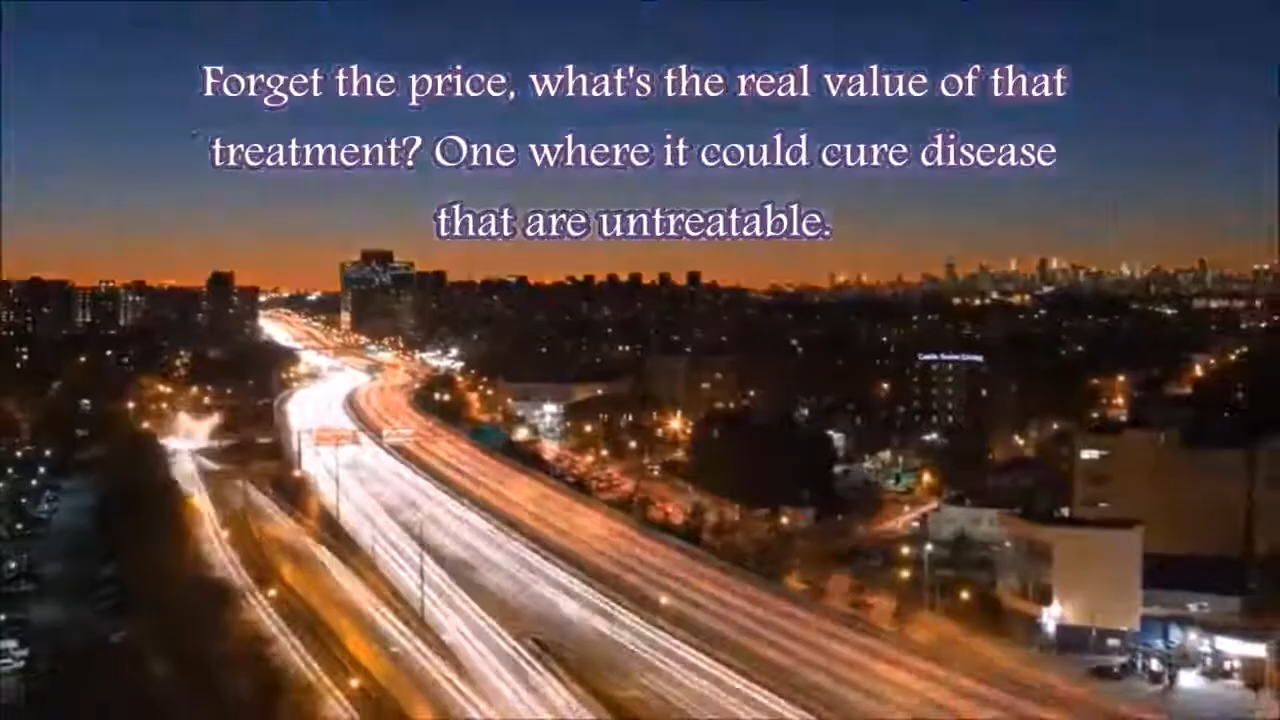 Forget the price, what's the real value of that
treatment? One where it could cure disease
that are untreatable.